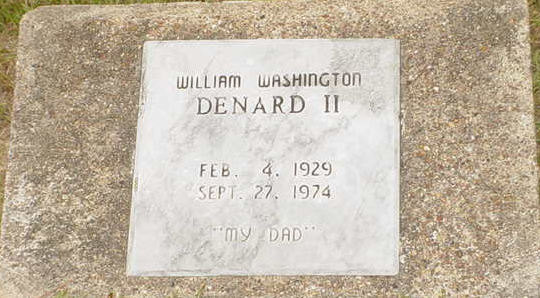 WILLIAM WASHINGTON
DENARD II
FEB. 4. 1929
SEPT. 27. 1974
"MY DAD"